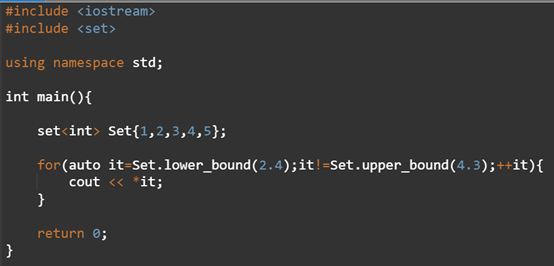 #include <iostream>
#include <set>
using namespace std;
int main(){
set<int> Set{1,2,3,4,5};
for(auto it=Set.lower_bound(2.4);it!=Set.upper_bound(4.3);++it){
cout << *it;
}
return 0;
}